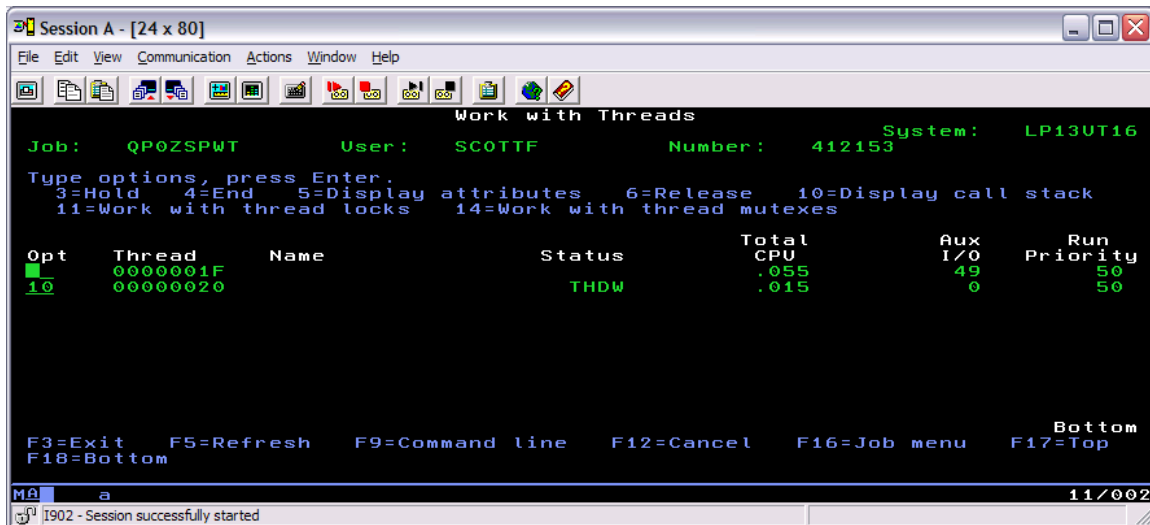 Session A - [24 x 80]
File Edit View Communication Actions Window Help
Work with Threads
System: LP13UT16
Job: QP0ZSPWT User: SCOTTF Number: 412153
Type options, press Enter.
3=Hold 4=End 5=Display attributes 6=Release 10=Display call stack
11=Work with thread locks 14=Work with thread mutexes
Total Aux Run
Opt Thread Name Status CPU I/O Priority
_ 0000001F .055 49 50
10 00000020 THDW .015 0 50
Bottom
F3=Exit F5=Refresh F9=Command line F12=Cancel F16=Job menu F17=Top
F18=Bottom
MA a 11/002
I902 - Session successfully started